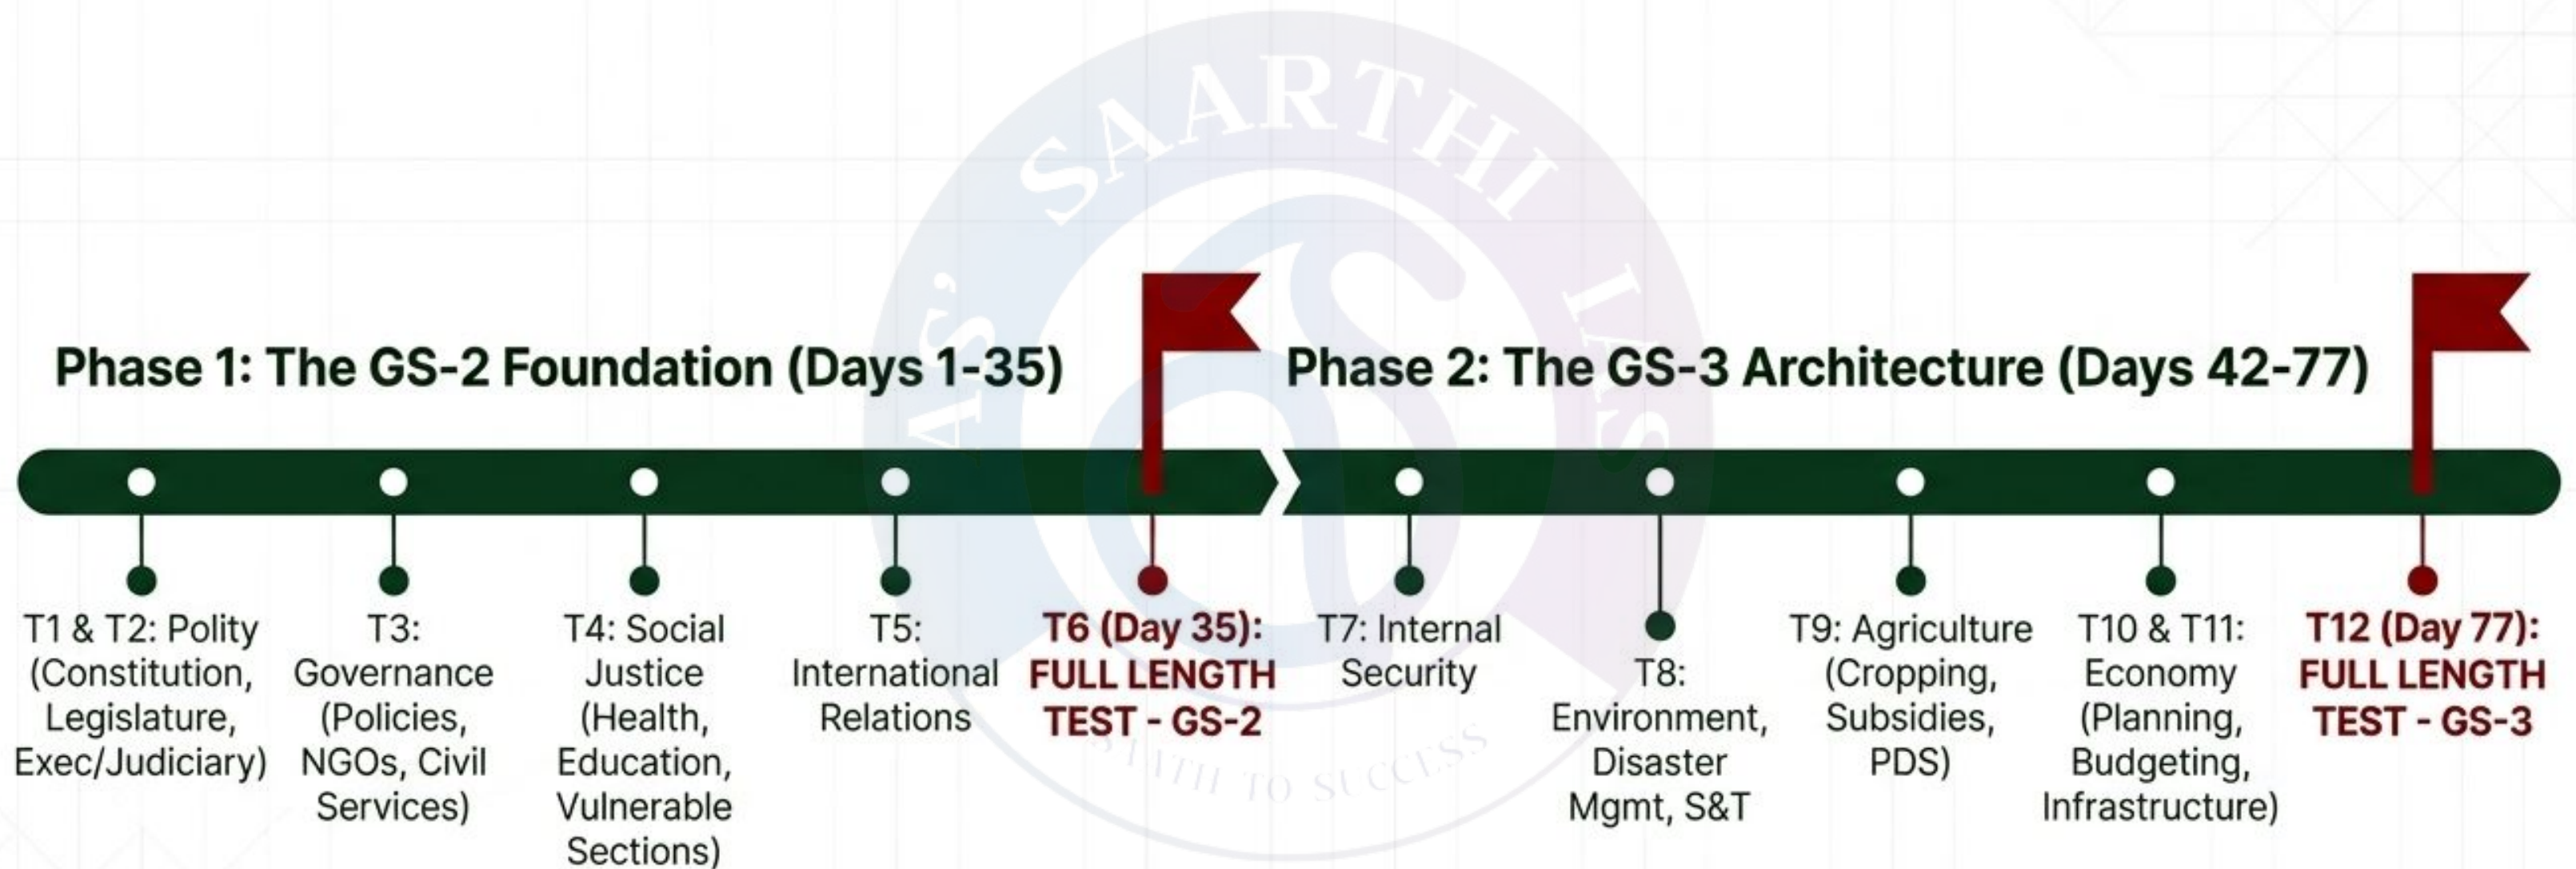 AS' SAARTHI IAS
Phase 1: The GS-2 Foundation (Days 1-35)
Phase 2: The GS-3 Architecture (Days 42-77)
T1 & T2: Polity
(Constitution,
Legislature,
Exec/Judiciary)
T3:
Governance
(Policies,
NGOs, Civil
Services)
T4: Social
Justice
(Health,
Education,
Vulnerable
Sections)
T5:
International
Relations
T6 (Day 35):
FULL LENGTH
TEST - GS-2
T7: Internal
Security
T8:
Environment,
Disaster
Mgmt, S&T
T9: Agriculture
(Cropping,
Subsidies,
PDS)
T10 & T11:
Economy
(Planning,
Budgeting,
Infrastructure)
T12 (Day 77):
FULL LENGTH
TEST - GS-3
SAATH TO SUCCESS